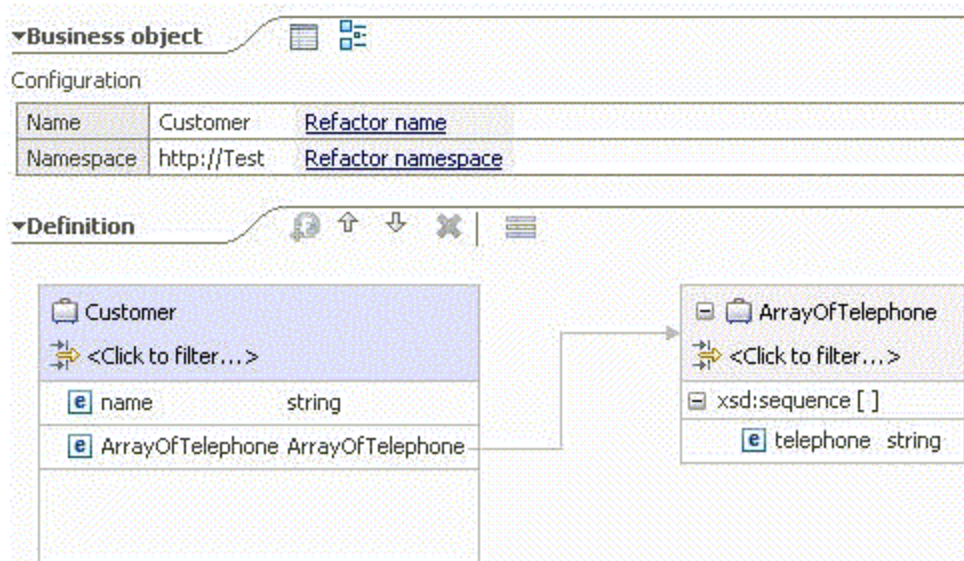 Business object
Configuration
Name Customer Refactor name
Namespace http://Test Refactor namespace
Definition
Customer
<Click to filter...>
e name string
e ArrayOfTelephone ArrayOfTelephone
ArrayOfTelephone
<Click to filter...>
xsd:sequence [ ]
e telephone string